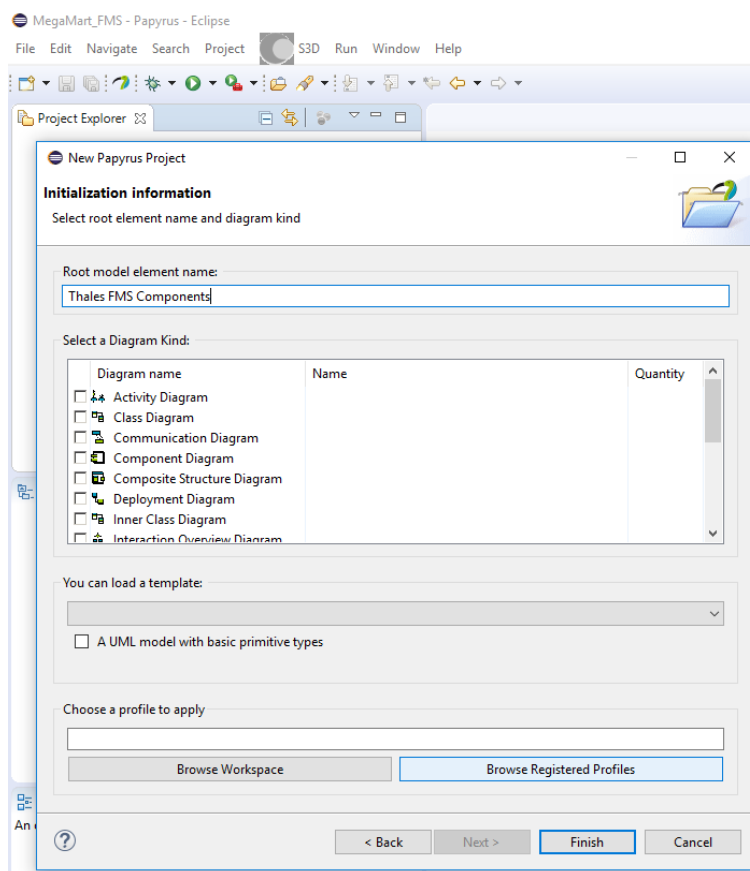 MegaMart_FMS - Papyrus - Eclipse
File Edit Navigate Search Project S3D Run Window Help
Project Explorer
New Papyrus Project
Initialization information
Select root element name and diagram kind
Root model element name:
Thales FMS Components
Select a Diagram Kind:
Diagram name Name Quantity
Activity Diagram
Class Diagram
Communication Diagram
Component Diagram
Composite Structure Diagram
Deployment Diagram
Inner Class Diagram
Interaction Overview Diagram
You can load a template:
A UML model with basic primitive types
Choose a profile to apply
Browse Workspace Browse Registered Profiles
An
< Back Next > Finish Cancel